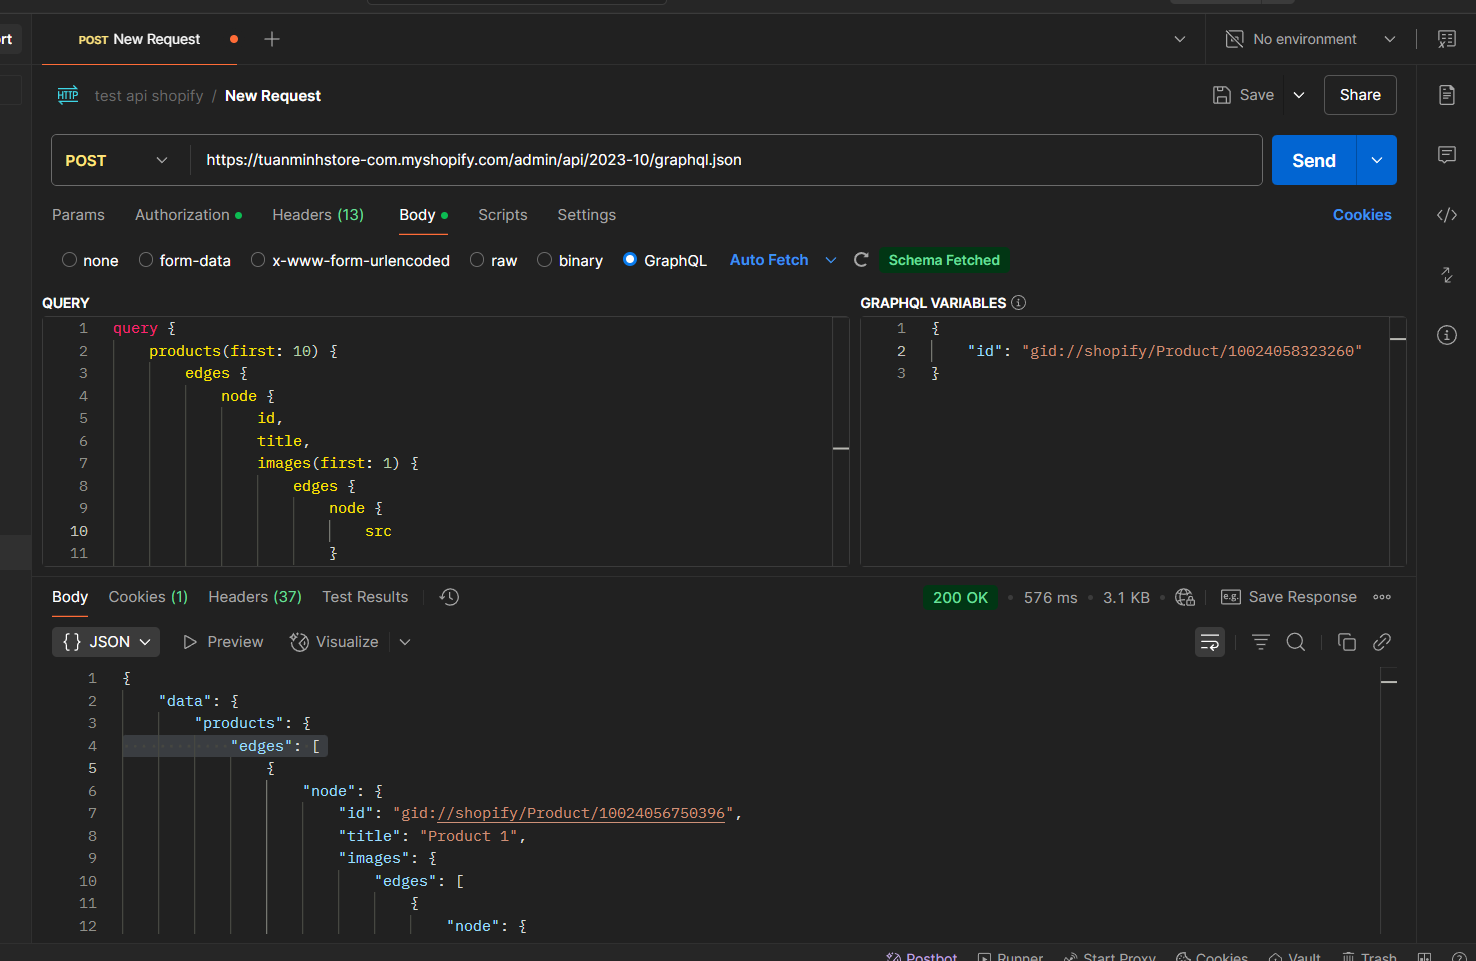 rt
POST New Request
No environment
HTTP test api shopify / New Request
Save
Share
POST
https://tuanminhstore-com.myshopify.com/admin/api/2023-10/graphql.json
Send
Params Authorization Headers (13) Body Scripts Settings
Cookies
none form-data x-www-form-urlencoded raw binary GraphQL Auto Fetch Schema Fetched
QUERY
1 query {
2 products(first: 10) {
3 edges {
4 node {
5 id,
6 title,
7 images(first: 1) {
8 edges {
9 node {
10 src
11 }
GRAPHQL VARIABLES
1 {
2 "id": "gid://shopify/Product/10024058323260"
3 }
Body Cookies (1) Headers (37) Test Results
200 OK • 576 ms • 3.1 KB • e.g. Save Response
{} JSON Preview Visualize
1 {
2 "data": {
3 "products": {
4 "edges": [
5 {
6 "node": {
7 "id": "gid://shopify/Product/10024056750396",
8 "title": "Product 1",
9 "images": {
10 "edges": [
11 {
12 "node": {
Postbot Runner Start Proxy Cookies Vault Trash